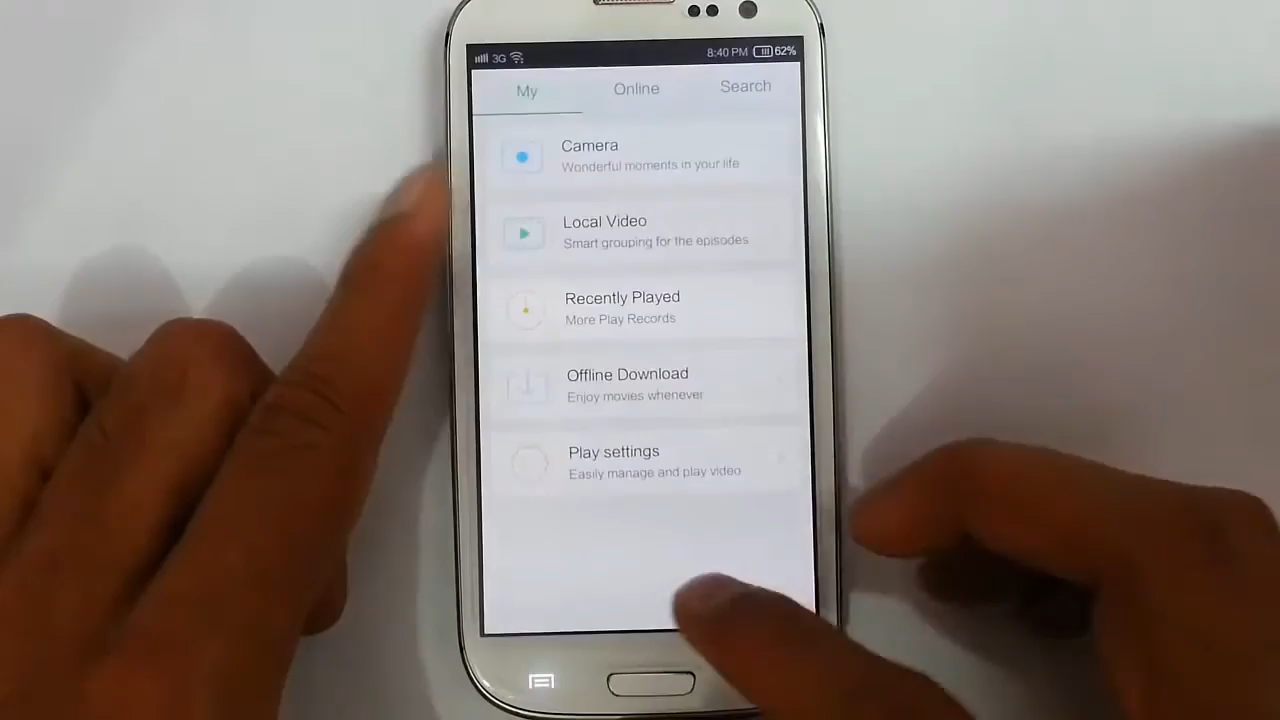 3G 8:40 PM 62%
My Online Search
Camera
Wonderful moments in your life
Local Video
Smart grouping for the episodes
Recently Played
More Play Records
Offline Download
Enjoy movies whenever
Play settings
Easily manage and play video